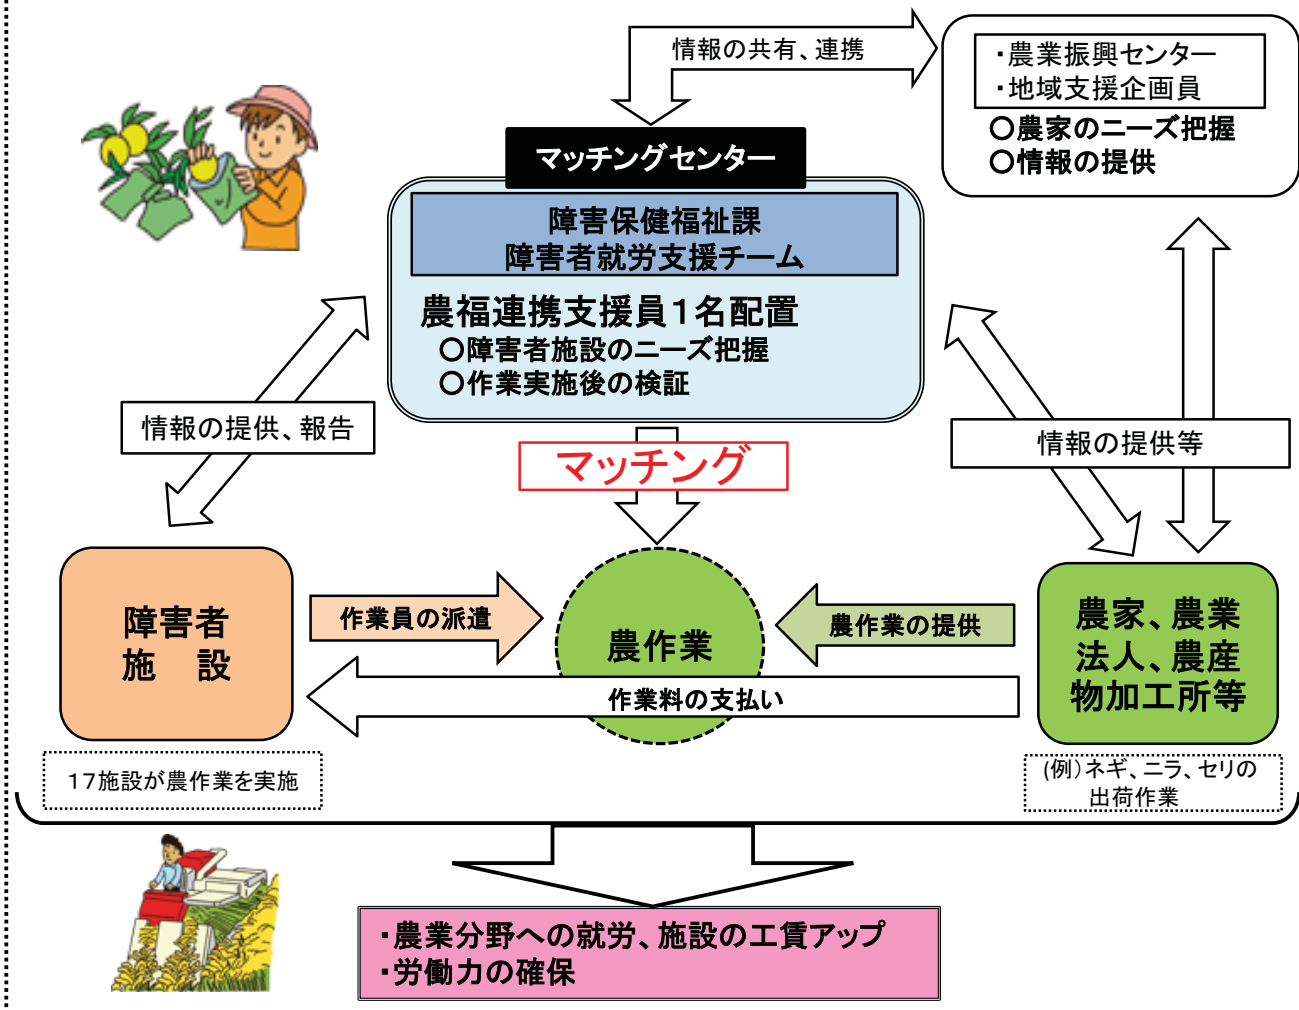 情報の共有、連携
・農業振興センター
・地域支援企画員
○農家のニーズ把握
○情報の提供
マッチングセンター
障害保健福祉課
障害者就労支援チーム
農福連携支援員１名配置
○障害者施設のニーズ把握
○作業実施後の検証
情報の提供、報告
マッチング
情報の提供等
障害者
施　設
作業員の派遣
農作業
農作業の提供
作業料の支払い
農家、農業
法人、農産
物加工所等
１７施設が農作業を実施
(例)ネギ、ニラ、セリの
出荷作業
・農業分野への就労、施設の工賃アップ
・労働力の確保